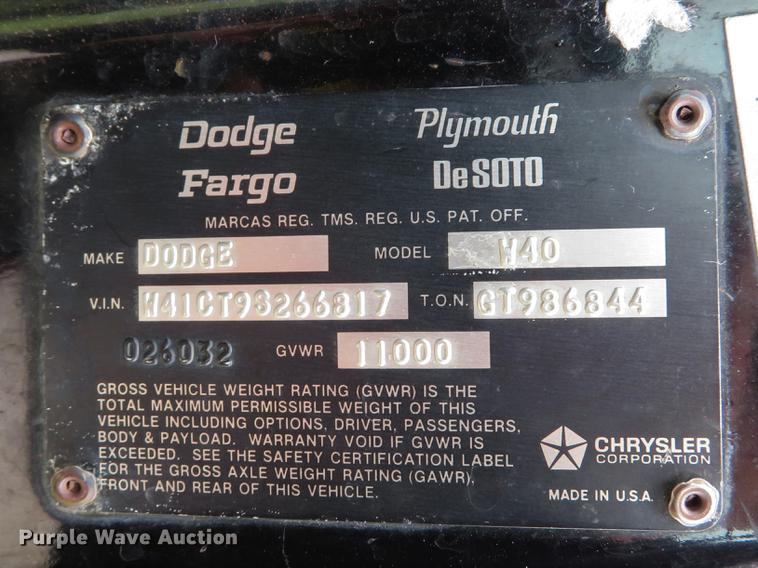 Dodge Plymouth
Fargo De SOTO
MARCAS REG. TMS. REG. U.S. PAT. OFF.
MAKE DODGE MODEL W40
V.I.N. W41CT9S266817 T.O.N. GT986844
026032 GVWR 11000
GROSS VEHICLE WEIGHT RATING (GVWR) IS THE
TOTAL MAXIMUM PERMISSIBLE WEIGHT OF THIS
VEHICLE INCLUDING OPTIONS, DRIVER, PASSENGERS,
BODY & PAYLOAD. WARRANTY VOID IF GVWR IS
EXCEEDED. SEE THE SAFETY CERTIFICATION LABEL
FOR THE GROSS AXLE WEIGHT RATING (GAWR),
FRONT AND REAR OF THIS VEHICLE.
CHRYSLER
CORPORATION
MADE IN U.S.A.
Purple Wave Auction